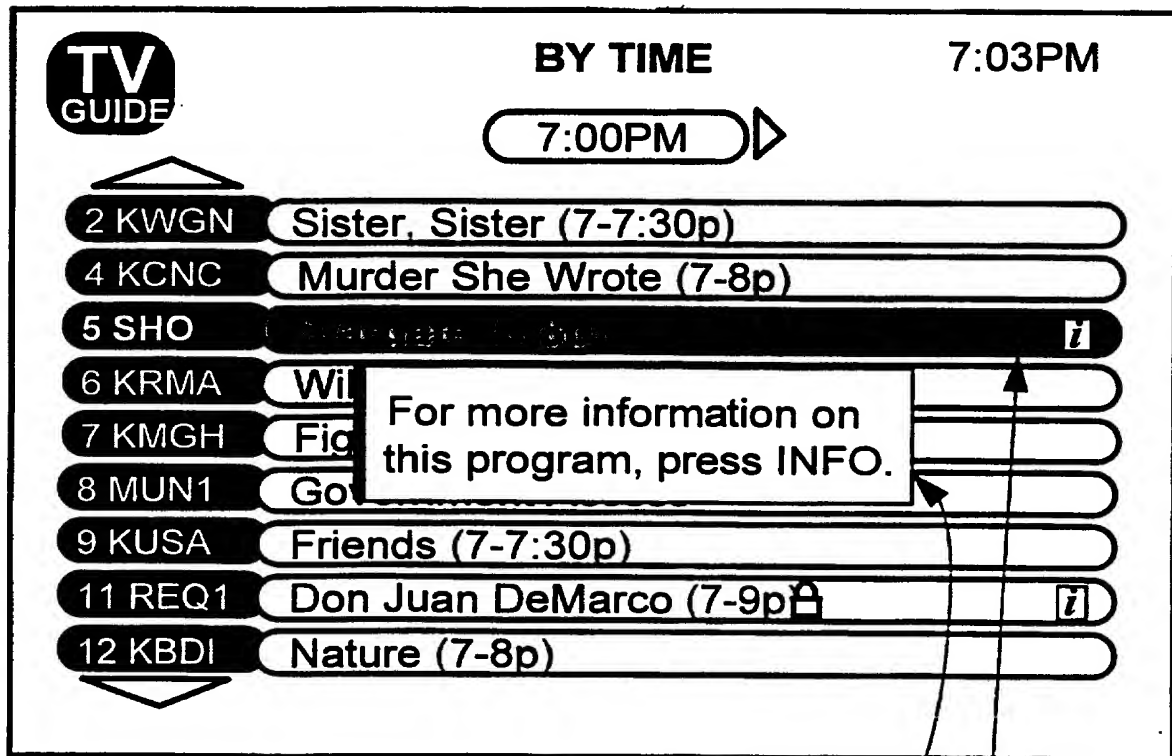 TV
GUIDE
BY TIME
7:03PM
7:00PM
2 KWGN Sister, Sister (7-7:30p)
4 KCNC Murder She Wrote (7-8p)
5 SHO i
6 KRMA Wil
7 KMGH Fig
For more information on
this program, press INFO.
8 MUN1
9 KUSA Friends (7-7:30p)
11 REQ1 Don Juan DeMarco (7-9p) i
12 KBDI Nature (7-8p)